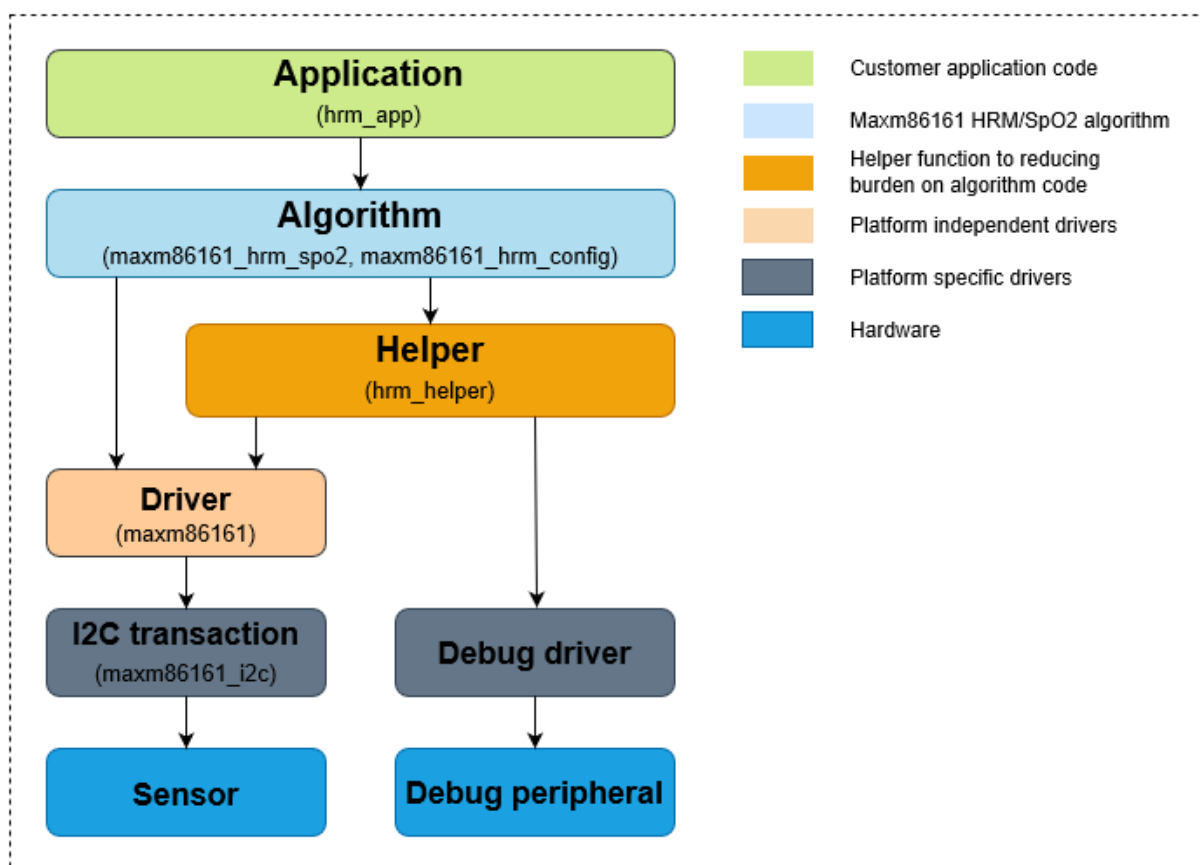 Application
(hrm_app)
Algorithm
(maxm86161_hrm_spo2, maxm86161_hrm_config)
Helper
(hrm_helper)
Driver
(maxm86161)
I2C transaction
(maxm86161_i2c)
Debug driver
Sensor
Debug peripheral
Customer application code
Maxm86161 HRM/SpO2 algorithm
Helper function to reducing
burden on algorithm code
Platform independent drivers
Platform specific drivers
Hardware